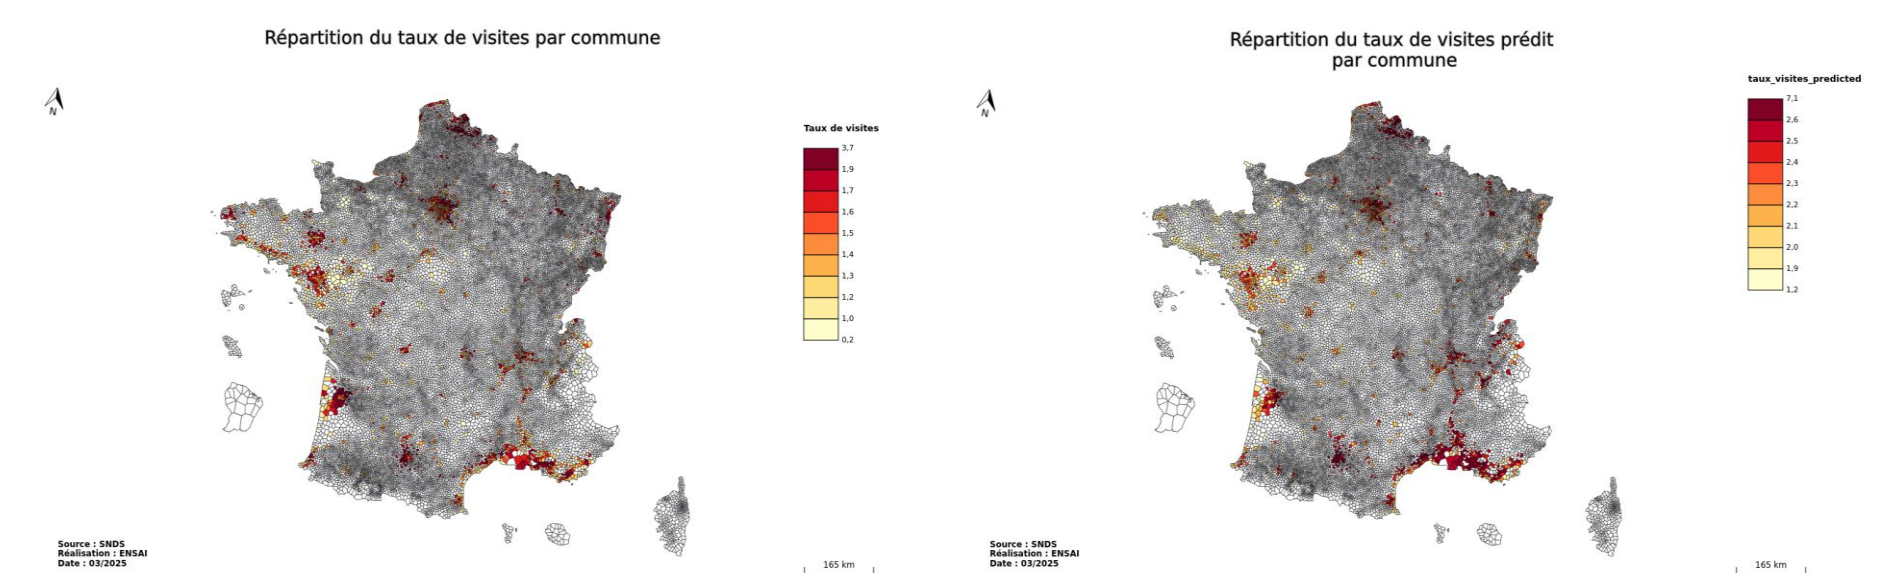 Répartition du taux de visites par commune
N
Taux de visites
3,7
1,9
1,7
1,6
1,5
1,4
1,3
1,2
1,0
0,2
Source : SNDS
Réalisation : ENSAI
Date : 03/2025
165 km
Répartition du taux de visites prédit
par commune
N
taux_visites_predicted
7,1
2,6
2,5
2,4
2,3
2,2
2,1
2,0
1,9
1,2
Source : SNDS
Réalisation : ENSAI
Date : 03/2025
165 km